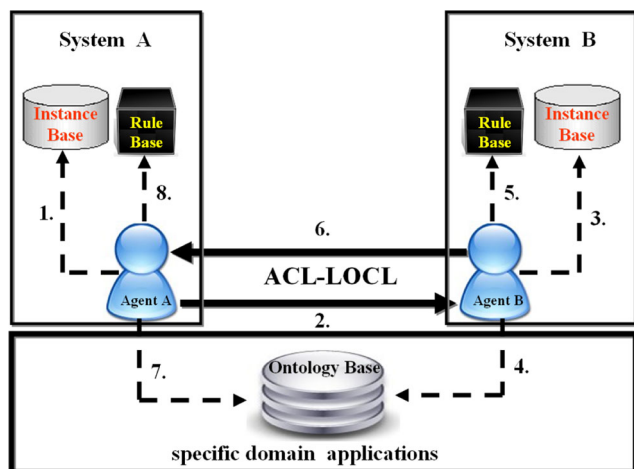 System A
System B
Instance
Base
Rule
Base
Rule
Base
Instance
Base
1.
8.
5.
3.
6.
ACL-LOCL
Agent A
Agent B
2.
7.
Ontology Base
4.
specific domain applications